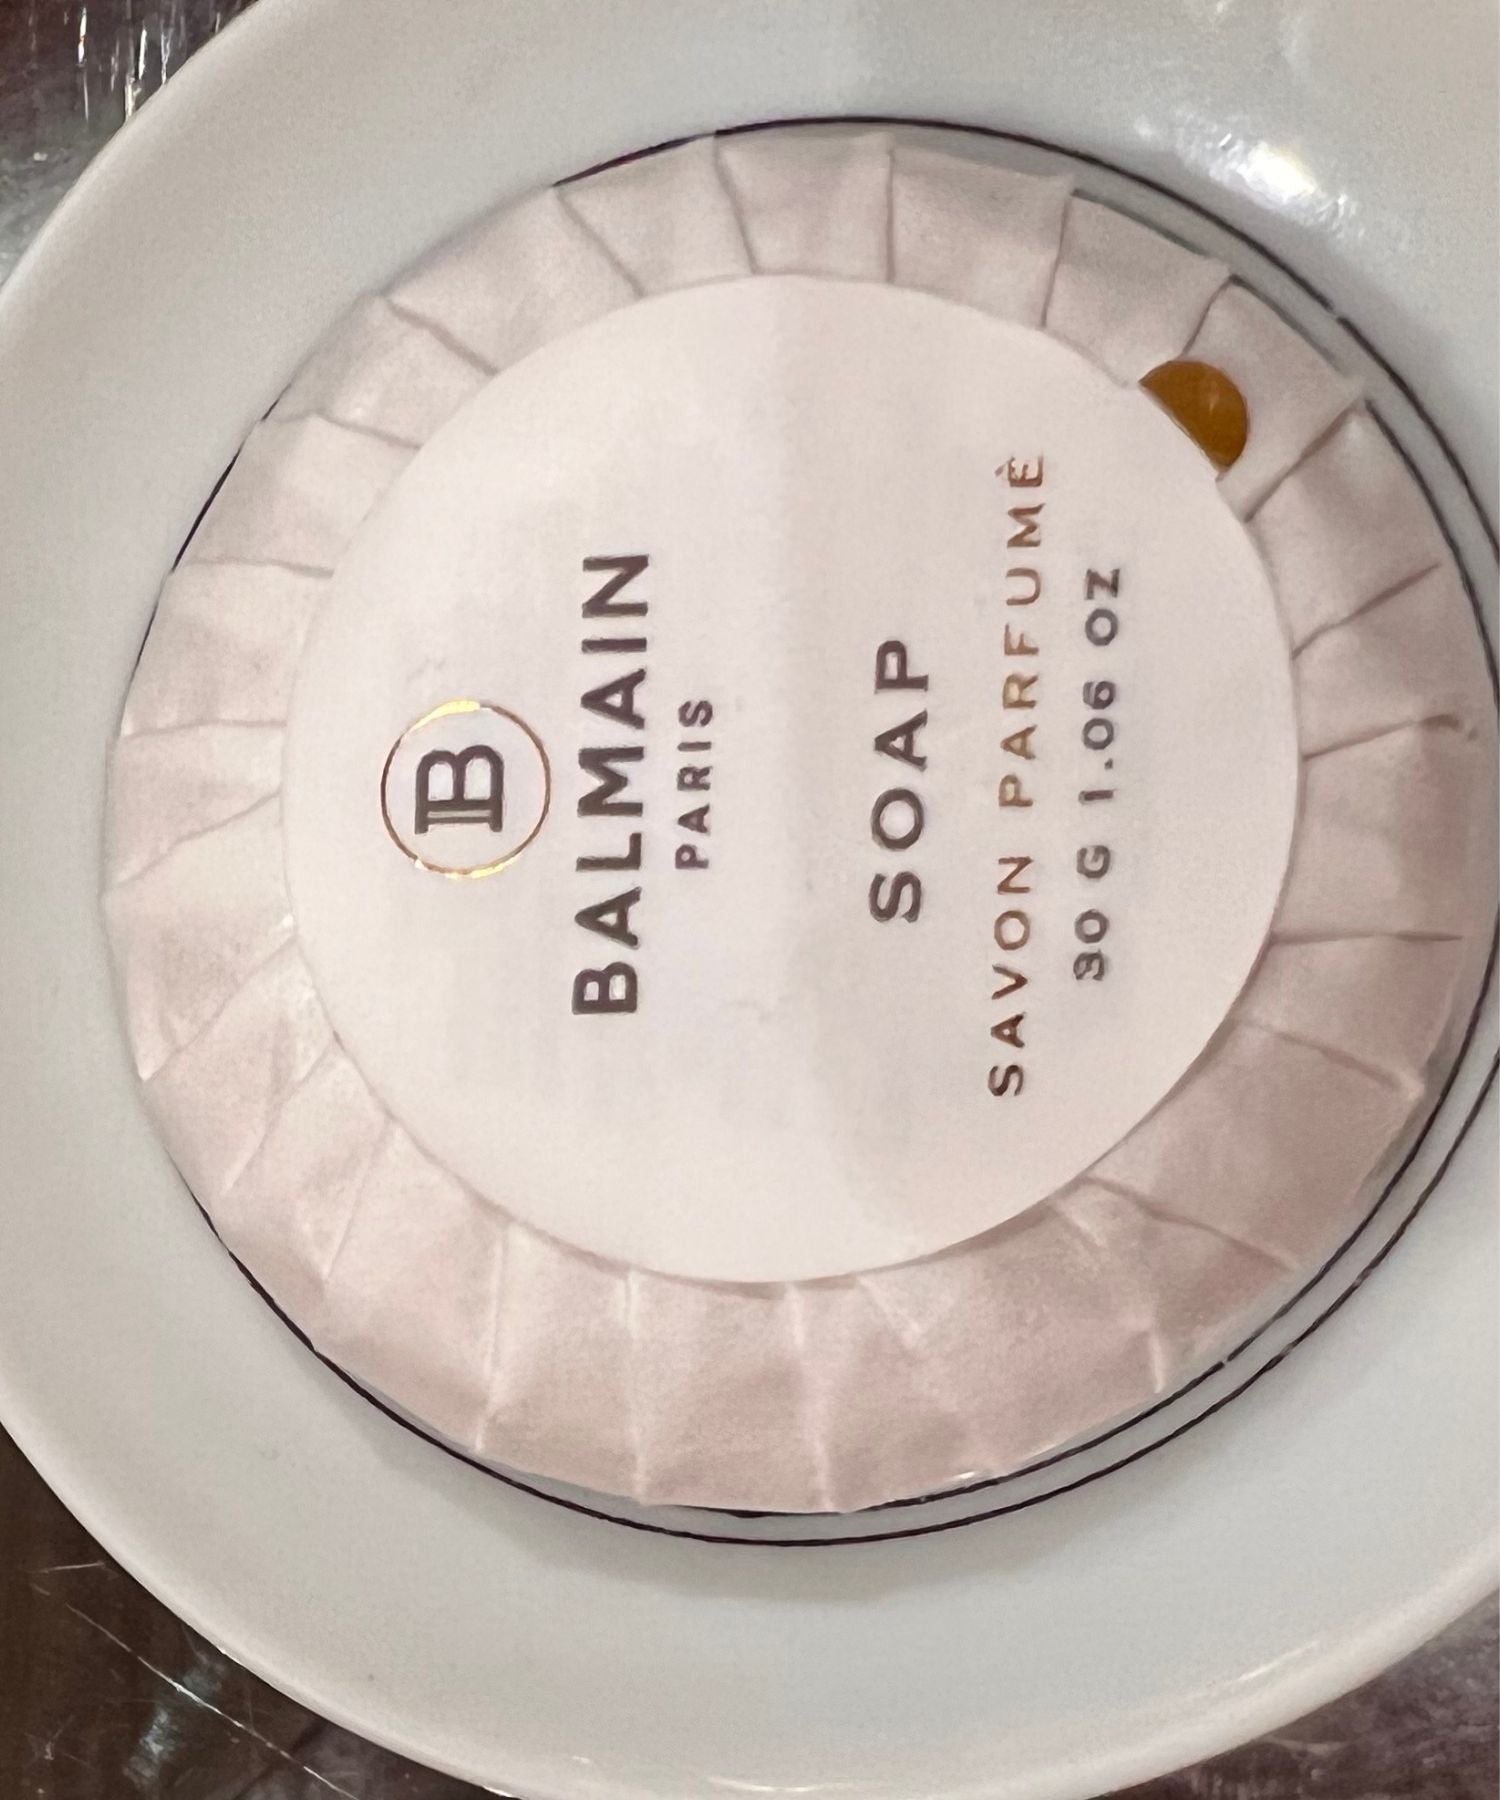 B
BALMAIN
PARIS
SOAP
SAVON PARFUMÉ
30 G 1.06 OZ